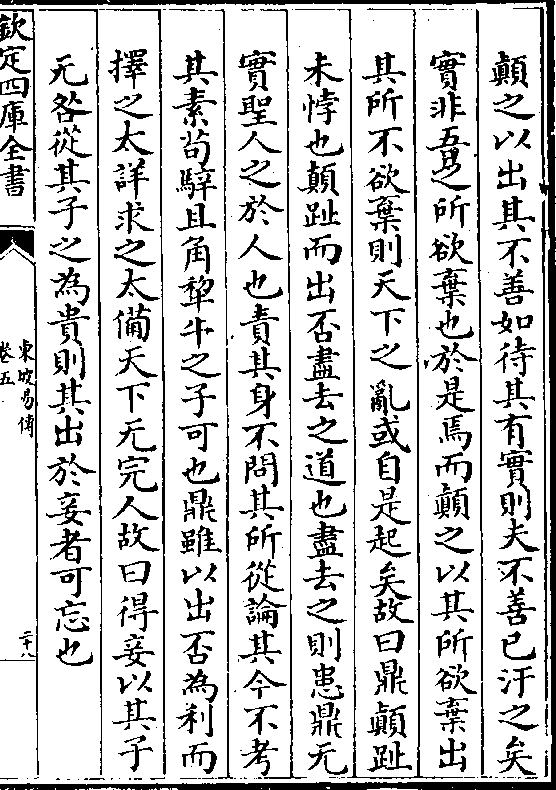 顛之以出其不善如待其有實則夫不善已汙之矣
實非吾之所欲棄也於是焉而顛之以其所欲棄出
其所不欲棄則天下之亂或自是起矣故曰鼎顛趾
未悖也顛趾而出否盡去之道也盡去之則患鼎无
實聖人之於人也責其身不問其所從論其今不考
其素苟騂且角犂牛之子可也鼎雖以出否為利而
擇之太詳求之太備天下无完人故曰得妾以其子
无咎從其子之為貴則其出於妾者可忘也
欽定四庫全書
東坡易傳
卷五
二十八